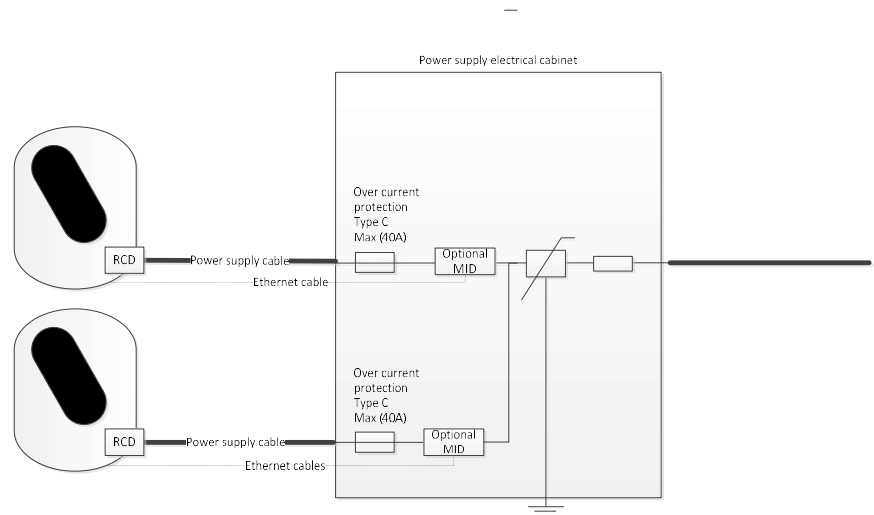 Power supply electrical cabinet
Over current
protection
Type C
Max (40A)
Optional
MID
RCD
Power supply cable
Ethernet cable
Over current
protection
Type C
Max (40A)
Optional
MID
RCD
Power supply cable
Ethernet cables